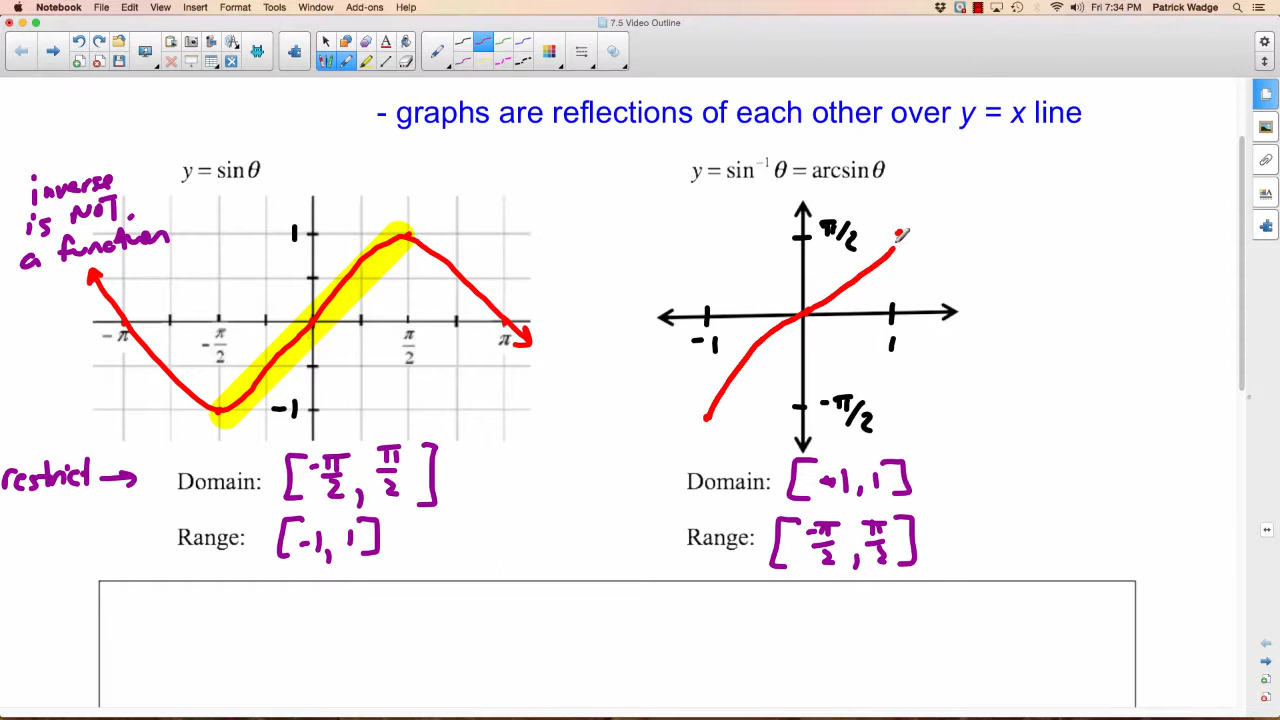 Notebook File Edit View Insert Format Tools Window Add-ons Help Fri 7:34 PM Patrick Wadge
7.5 Video Outline
- graphs are reflections of each other over y = x line
y = sin θ
y = sin⁻¹ θ = arcsin θ
inverse
is NOT
a function
1
-1
-π
-π/2
π/2
π
π/2
-1
1
-π/2
restrict →
Domain: [-π/2, π/2]
Range: [-1, 1]
Domain: [-1, 1]
Range: [-π/2, π/2]